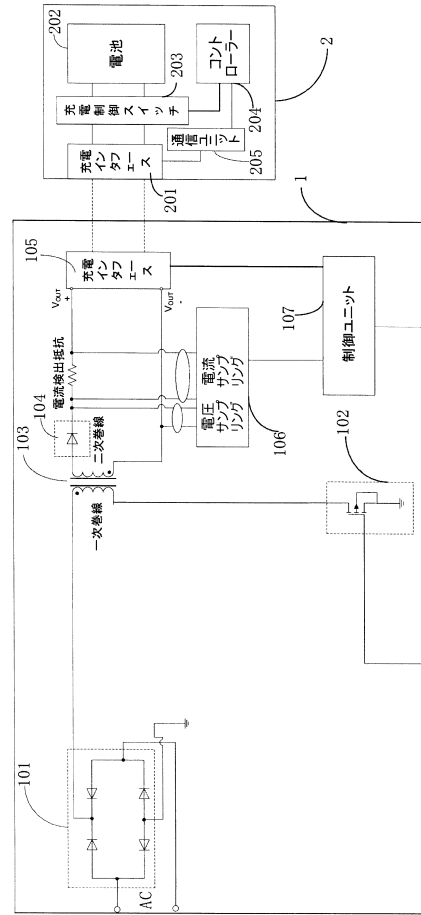 202
電池
203
充電制御スイッチ
コントローラー
204
充電インタフェース
201
通信ユニット
205
2
1
105
充電インタフェース
VOUT +
VOUT -
電流検出抵抗
104
二次巻線
103
一次巻線
電流サンプリング
電圧サンプリング
106
107
制御ユニット
102
101
AC